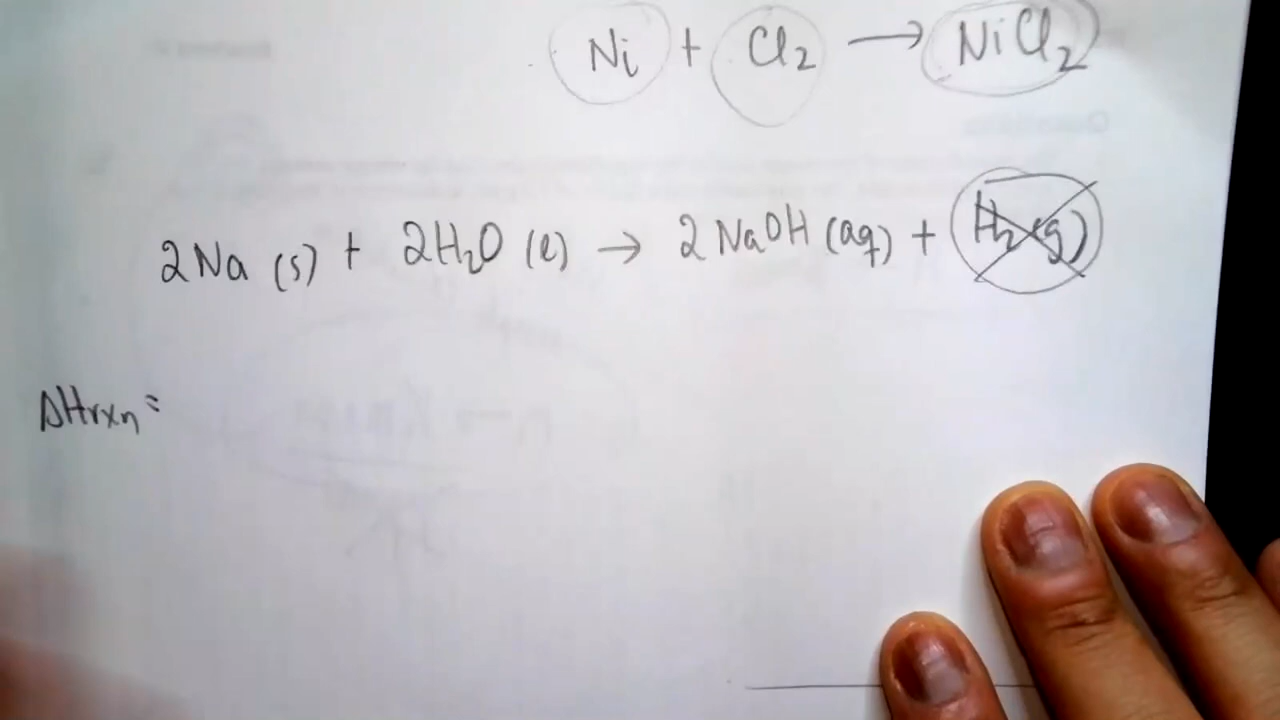 Ni + Cl₂ → NiCl₂
2Na (s) + 2H₂O (l) → 2NaOH (aq) + H₂(g)
ΔHrxn =